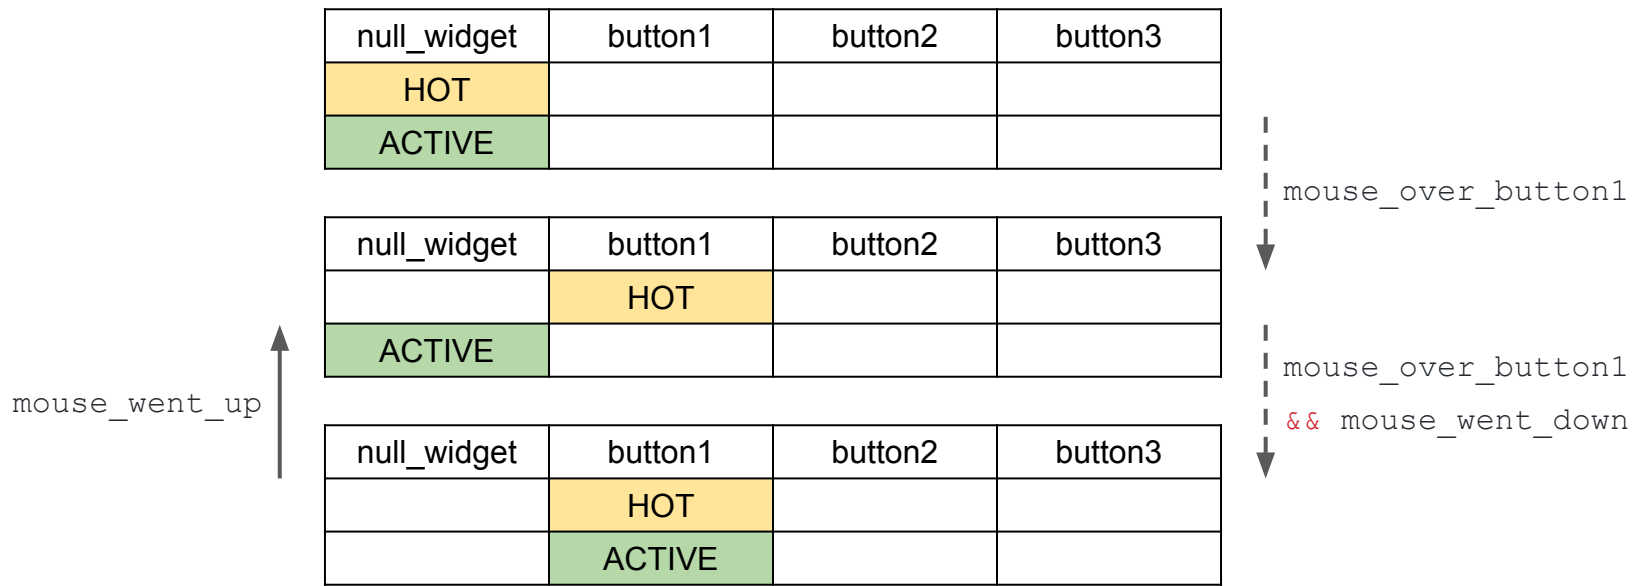 null_widget button1 button2 button3
HOT
ACTIVE
mouse_over_button1
null_widget button1 button2 button3
HOT
ACTIVE
mouse_over_button1
&& mouse_went_down
mouse_went_up
null_widget button1 button2 button3
HOT
ACTIVE